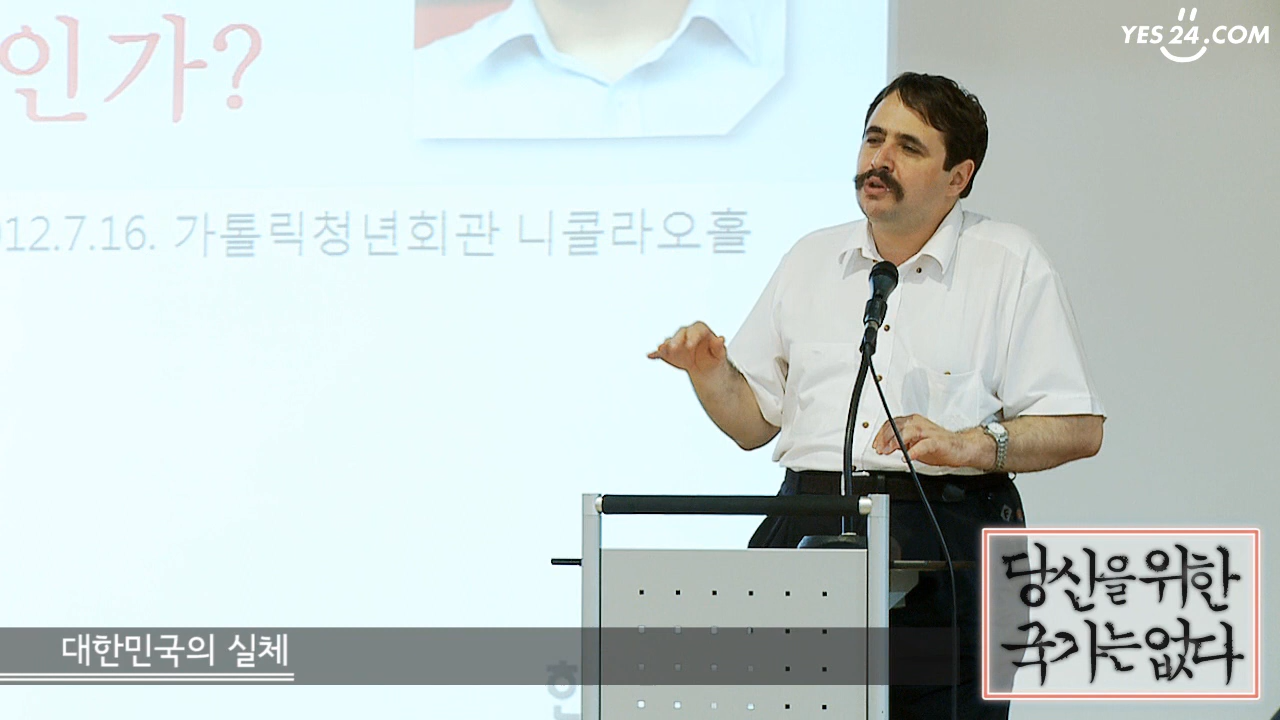 YES24.COM
인가?
12.7.16. 가톨릭청년회관 니콜라오홀
당신을 위한
국가는 없다
대한민국의 실체